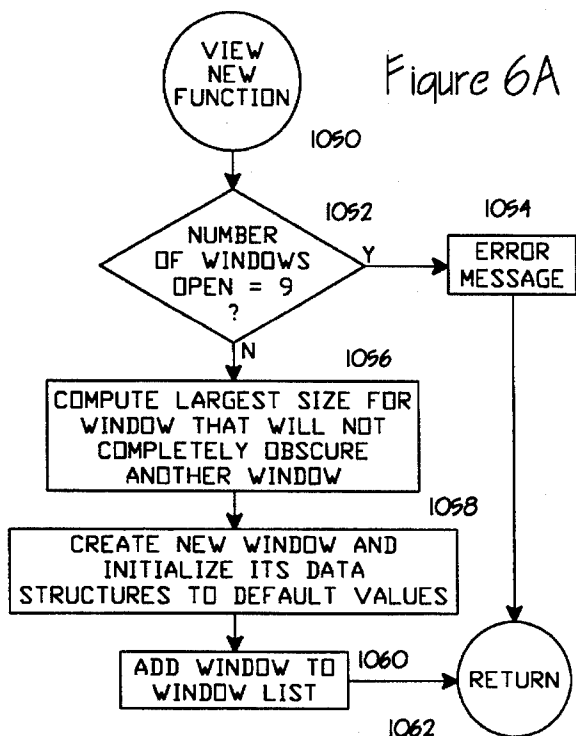 VIEW
NEW
FUNCTION
Figure 6A
1050
1052
1054
NUMBER
OF WINDOWS
OPEN = 9
?
Y
ERROR
MESSAGE
N
1056
COMPUTE LARGEST SIZE FOR
WINDOW THAT WILL NOT
COMPLETELY OBSCURE
ANOTHER WINDOW
1058
CREATE NEW WINDOW AND
INITIALIZE ITS DATA
STRUCTURES TO DEFAULT VALUES
ADD WINDOW TO
WINDOW LIST
1060
RETURN
1062